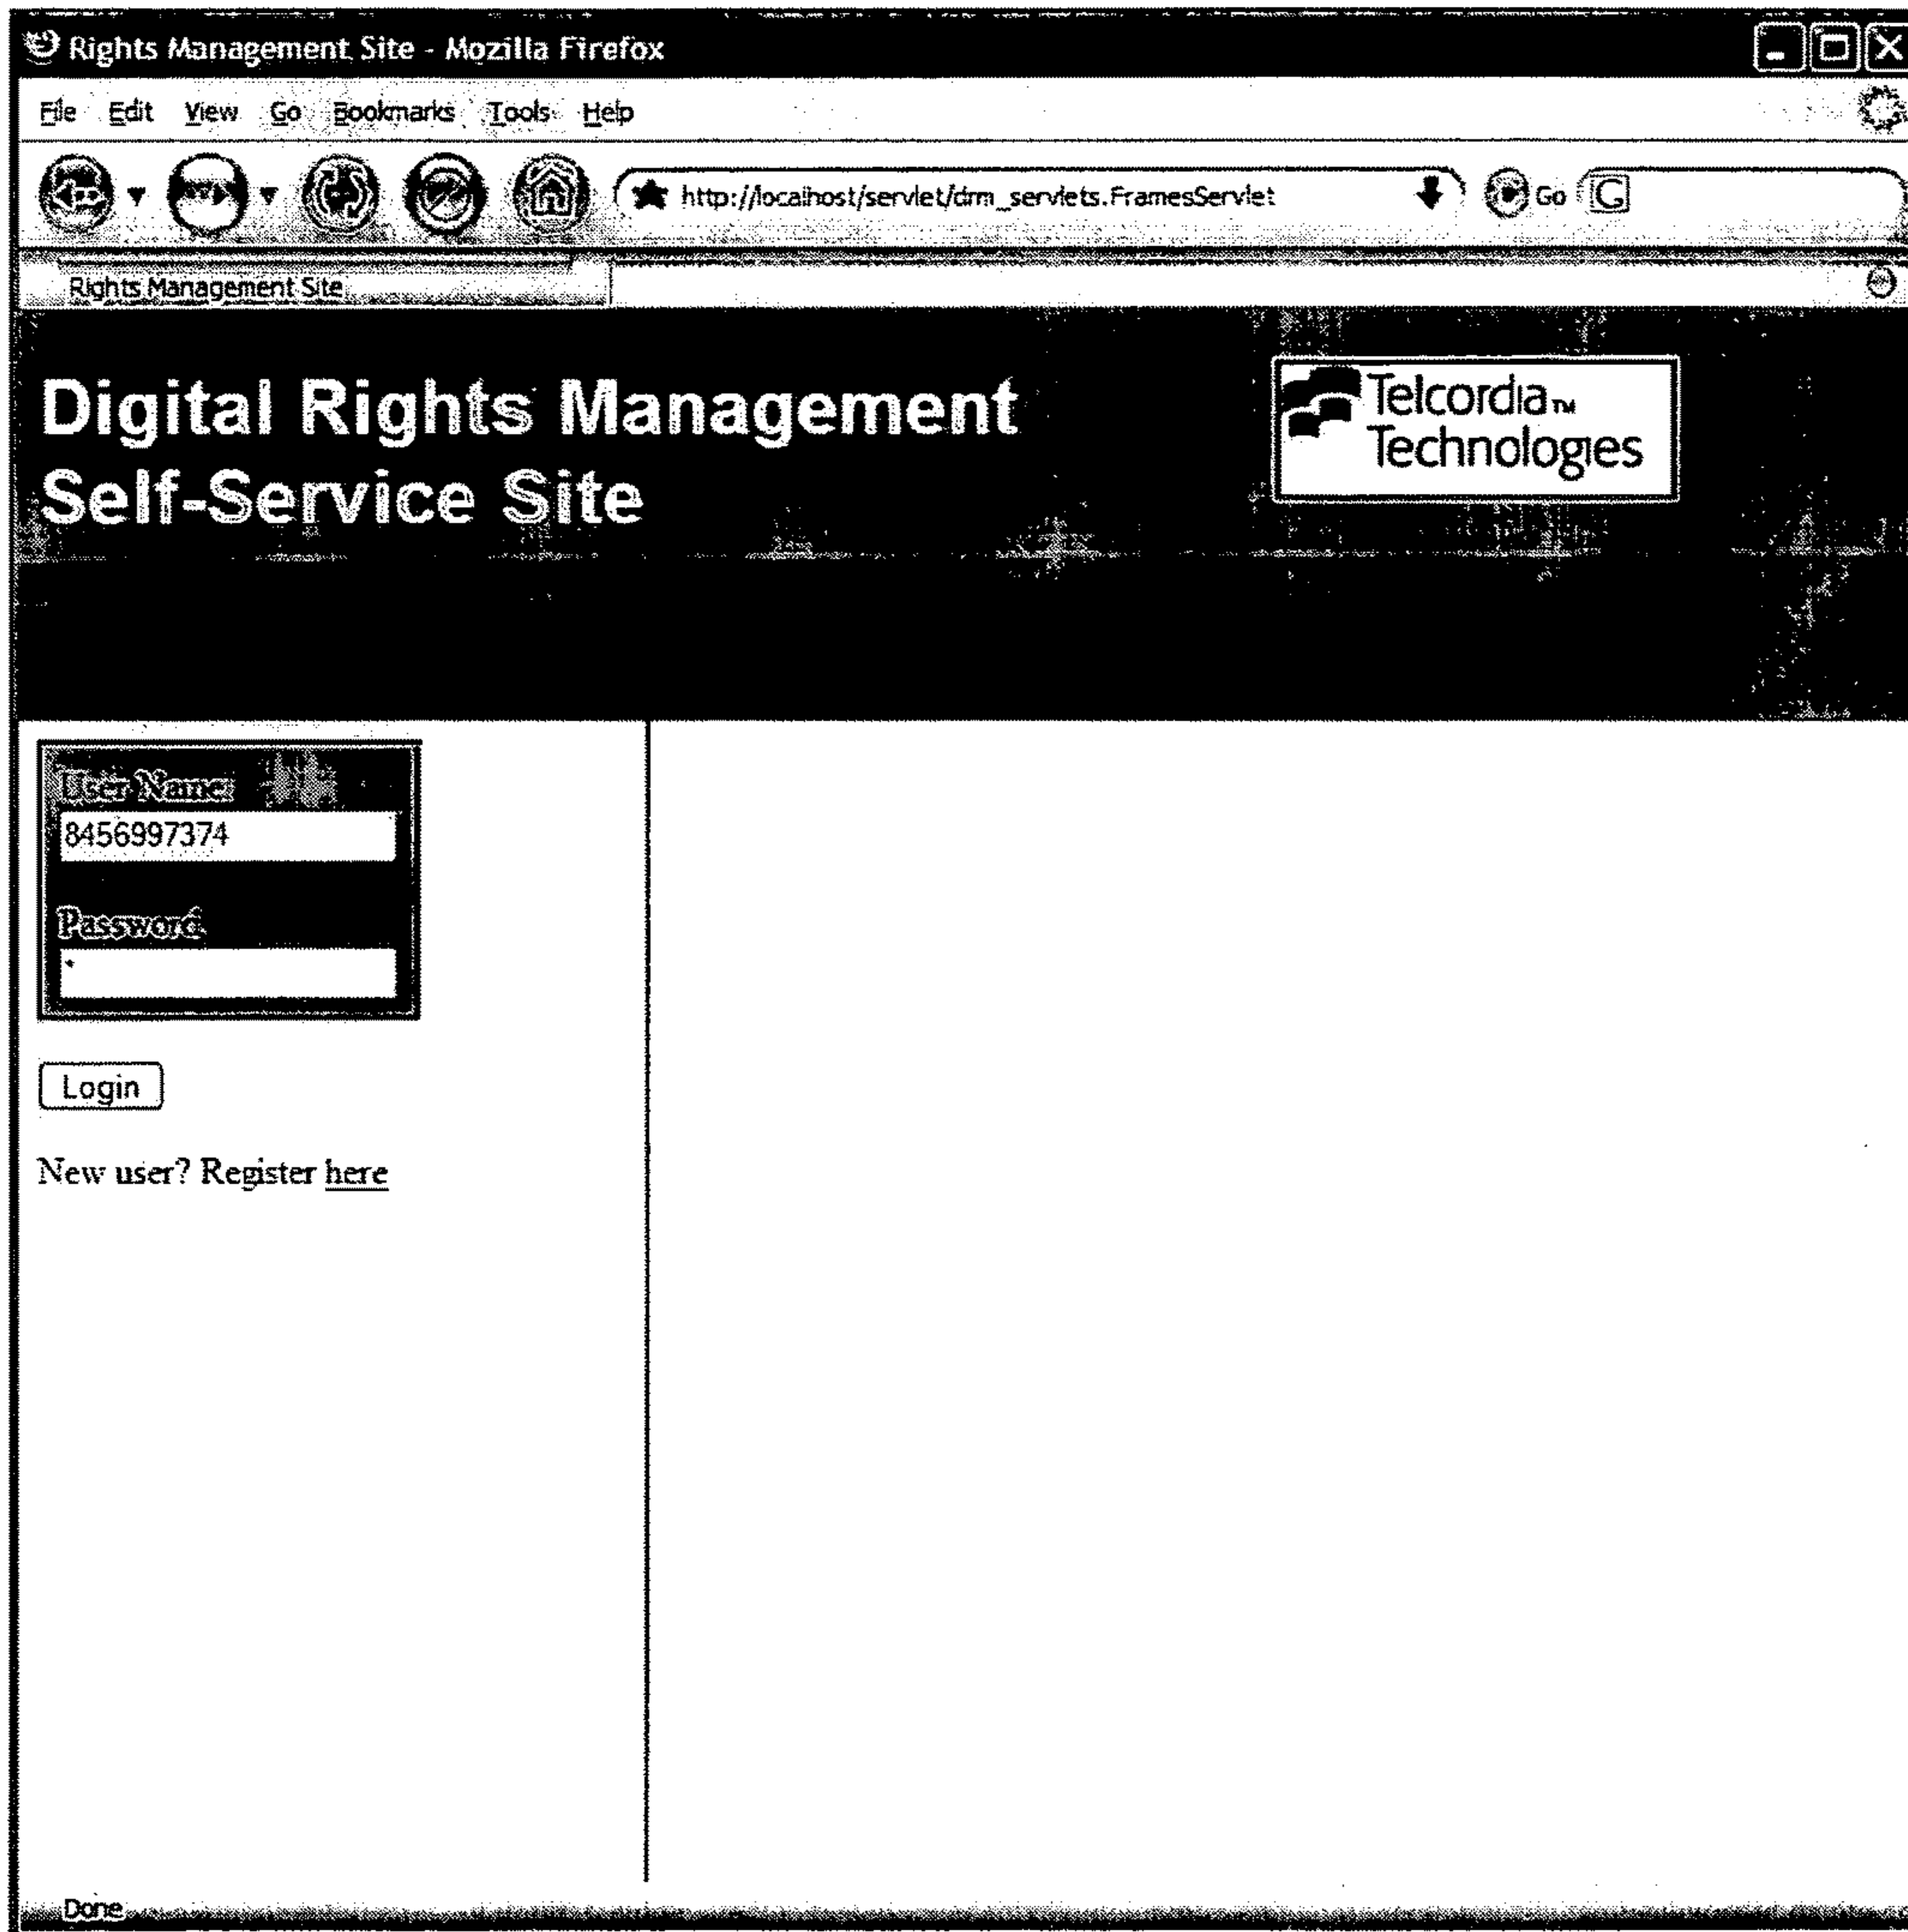 Rights Management Site - Mozilla Firefox
File Edit View Go Bookmarks Tools Help
http://localhost/servlet/drm_servlets.FramesServlet Go G
Rights Management Site
Digital Rights Management
Self-Service Site
Telcordia™
Technologies
User Name:
8456997374
Password:
*
Login
New user? Register here
Done